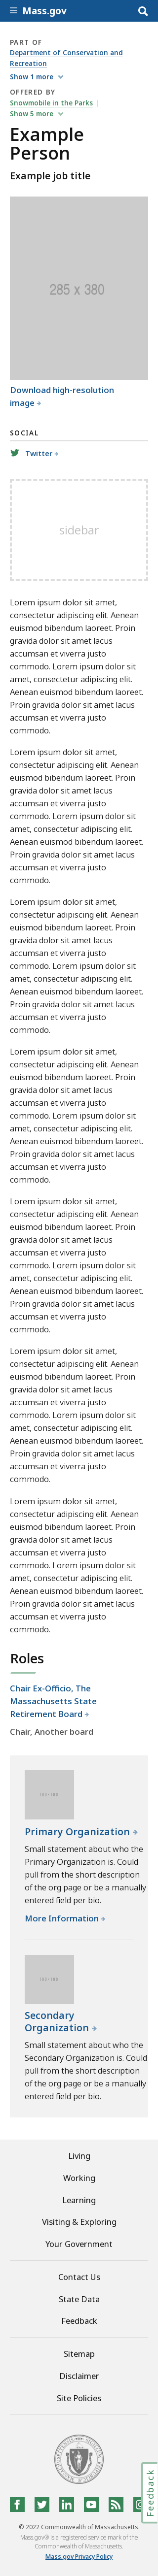 Mass.gov
PART OF
Department of Conservation and
Recreation
Show 1 more
OFFERED BY
Snowmobile in the Parks
Show 5 more
Example
Person
Example job title
285 x 380
Download high-resolution
image
SOCIAL
Twitter
sidebar
Lorem ipsum dolor sit amet,
consectetur adipiscing elit. Aenean
euismod bibendum laoreet. Proin
gravida dolor sit amet lacus
accumsan et viverra justo
commodo. Lorem ipsum dolor sit
amet, consectetur adipiscing elit.
Aenean euismod bibendum laoreet.
Proin gravida dolor sit amet lacus
accumsan et viverra justo
commodo.
Lorem ipsum dolor sit amet,
consectetur adipiscing elit. Aenean
euismod bibendum laoreet. Proin
gravida dolor sit amet lacus
accumsan et viverra justo
commodo. Lorem ipsum dolor sit
amet, consectetur adipiscing elit.
Aenean euismod bibendum laoreet.
Proin gravida dolor sit amet lacus
accumsan et viverra justo
commodo.
Lorem ipsum dolor sit amet,
consectetur adipiscing elit. Aenean
euismod bibendum laoreet. Proin
gravida dolor sit amet lacus
accumsan et viverra justo
commodo. Lorem ipsum dolor sit
amet, consectetur adipiscing elit.
Aenean euismod bibendum laoreet.
Proin gravida dolor sit amet lacus
accumsan et viverra justo
commodo.
Lorem ipsum dolor sit amet,
consectetur adipiscing elit. Aenean
euismod bibendum laoreet. Proin
gravida dolor sit amet lacus
accumsan et viverra justo
commodo. Lorem ipsum dolor sit
amet, consectetur adipiscing elit.
Aenean euismod bibendum laoreet.
Proin gravida dolor sit amet lacus
accumsan et viverra justo
commodo.
Lorem ipsum dolor sit amet,
consectetur adipiscing elit. Aenean
euismod bibendum laoreet. Proin
gravida dolor sit amet lacus
accumsan et viverra justo
commodo. Lorem ipsum dolor sit
amet, consectetur adipiscing elit.
Aenean euismod bibendum laoreet.
Proin gravida dolor sit amet lacus
accumsan et viverra justo
commodo.
Lorem ipsum dolor sit amet,
consectetur adipiscing elit. Aenean
euismod bibendum laoreet. Proin
gravida dolor sit amet lacus
accumsan et viverra justo
commodo. Lorem ipsum dolor sit
amet, consectetur adipiscing elit.
Aenean euismod bibendum laoreet.
Proin gravida dolor sit amet lacus
accumsan et viverra justo
commodo.
Lorem ipsum dolor sit amet,
consectetur adipiscing elit. Aenean
euismod bibendum laoreet. Proin
gravida dolor sit amet lacus
accumsan et viverra justo
commodo. Lorem ipsum dolor sit
amet, consectetur adipiscing elit.
Aenean euismod bibendum laoreet.
Proin gravida dolor sit amet lacus
accumsan et viverra justo
commodo.
Roles
Chair Ex-Officio, The
Massachusetts State
Retirement Board
Chair, Another board
Primary Organization
Small statement about who the
Primary Organization is. Could
pull from the short description
of the org page or be a manually
entered field per bio.
More Information
Secondary
Organization
Small statement about who the
Secondary Organization is. Could
pull from the short description
of the org page or be a manually
entered field per bio.
Living
Working
Learning
Visiting & Exploring
Your Government
Contact Us
State Data
Feedback
Sitemap
Disclaimer
Site Policies
Feedback
© 2022 Commonwealth of Massachusetts.
Mass.gov® is a registered service mark of the
Commonwealth of Massachusetts.
Mass.gov Privacy Policy